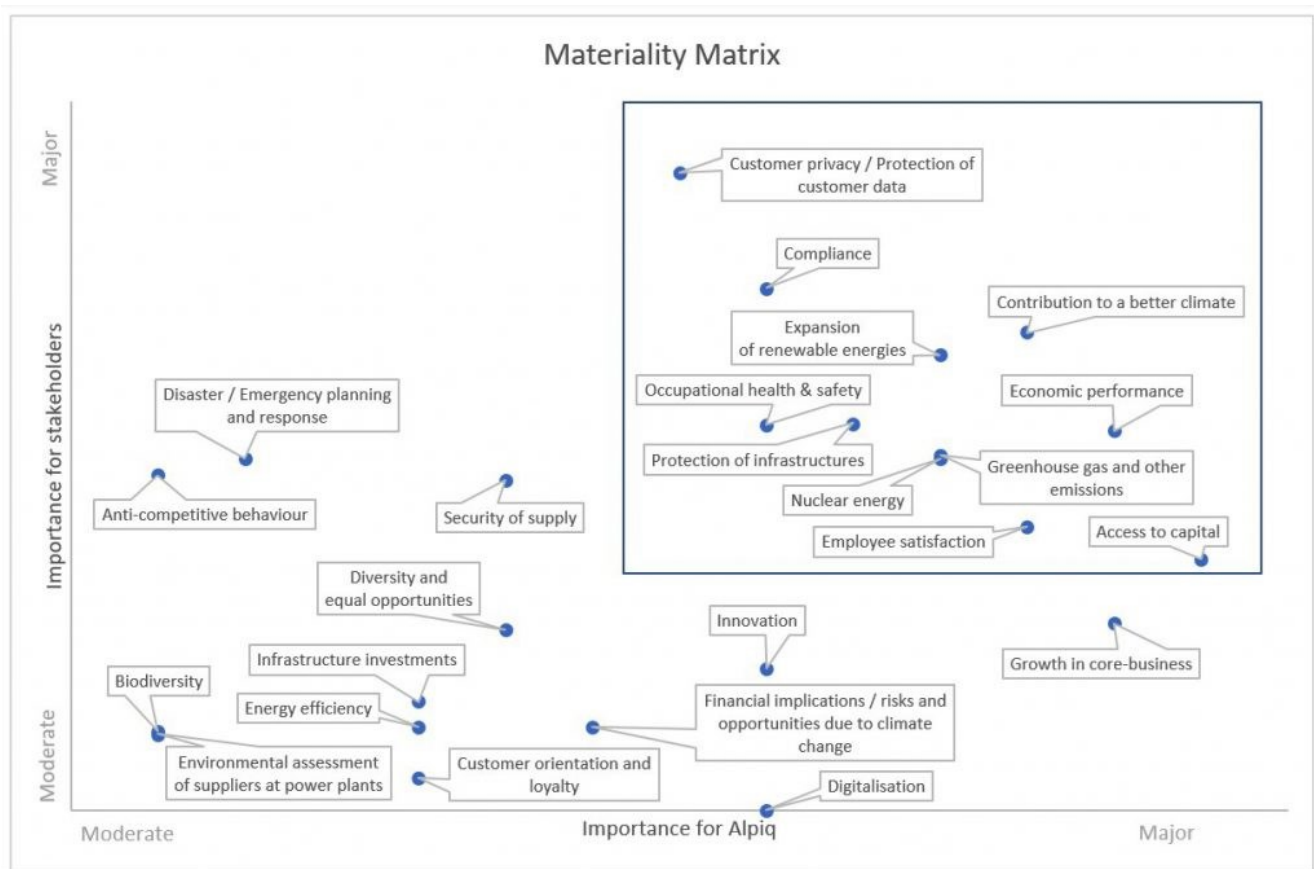 Materiality Matrix
Major
Customer privacy / Protection of
customer data
Compliance
Contribution to a better climate
Expansion
of renewable energies
Importance for stakeholders
Disaster / Emergency planning
and response
Occupational health & safety
Economic performance
Protection of infrastructures
Greenhouse gas and other
emissions
Nuclear energy
Anti-competitive behaviour
Security of supply
Employee satisfaction
Access to capital
Diversity and
equal opportunities
Innovation
Infrastructure investments
Growth in core-business
Biodiversity
Energy efficiency
Financial implications / risks and
opportunities due to climate
change
Environmental assessment
of suppliers at power plants
Customer orientation and
loyalty
Digitalisation
Moderate
Moderate
Importance for Alpiq
Major